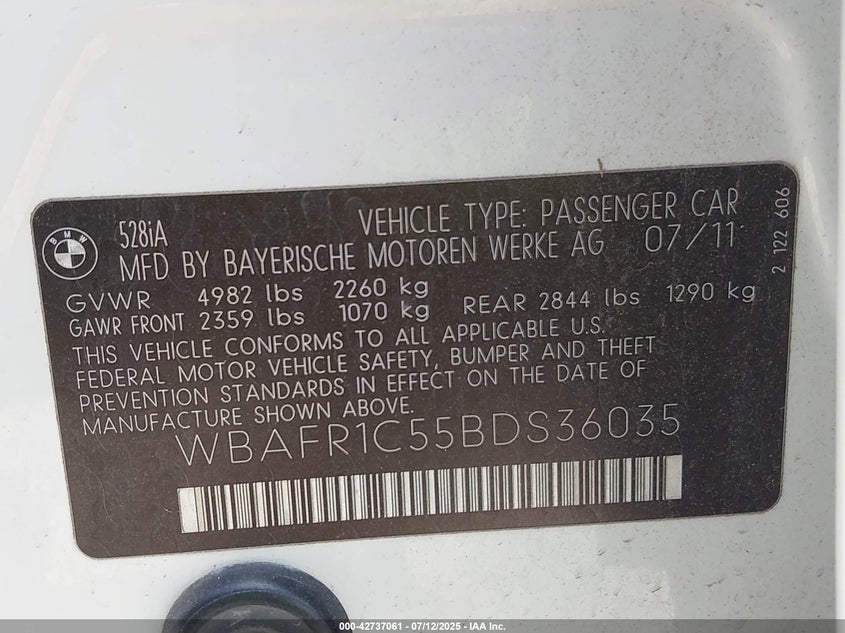 BMW
528iA
VEHICLE TYPE: PASSENGER CAR
MFD BY BAYERISCHE MOTOREN WERKE AG 07/11
GVWR 4982 lbs 2260 kg
GAWR FRONT 2359 lbs 1070 kg REAR 2844 lbs 1290 kg
THIS VEHICLE CONFORMS TO ALL APPLICABLE U.S.
FEDERAL MOTOR VEHICLE SAFETY, BUMPER AND THEFT
PREVENTION STANDARDS IN EFFECT ON THE DATE OF
MANUFACTURE SHOWN ABOVE.
WBAFR1C55BDS36035
2 122 606
000-42737061 - 07/12/2025 - IAA Inc.